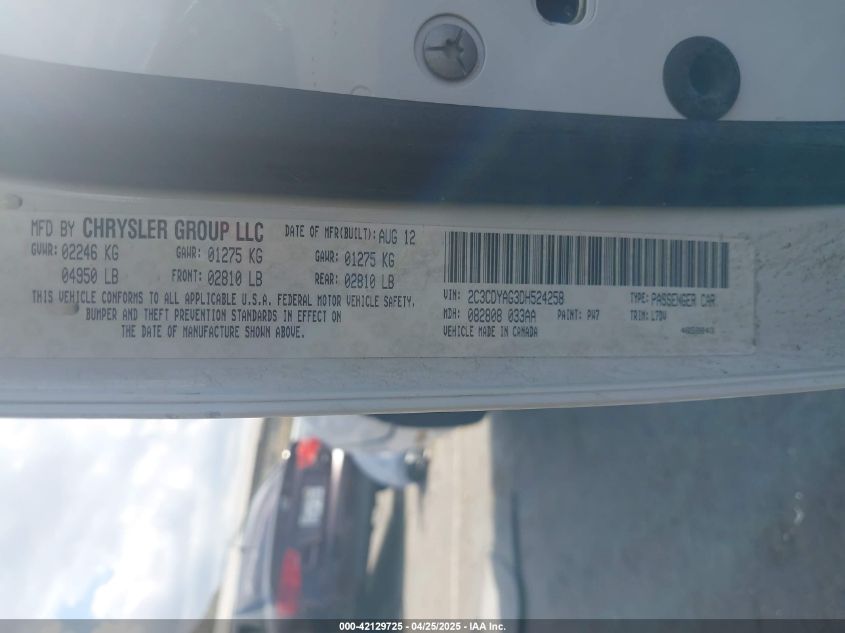 MFD BY CHRYSLER GROUP LLC DATE OF MFR(BUILT): AUG 12
GVWR: 02246 KG GAWR: 01275 KG GAWR: 01275 KG
04950 LB FRONT: 02810 LB REAR: 02810 LB
THIS VEHICLE CONFORMS TO ALL APPLICABLE U.S.A. FEDERAL MOTOR VEHICLE SAFETY,
BUMPER AND THEFT PREVENTION STANDARDS IN EFFECT ON
THE DATE OF MANUFACTURE SHOWN ABOVE.
VIN: 2C3CDYAG3DH524258 TYPE: PASSENGER CAR
MDH: 082808 033AA PAINT: PW7 TRIM: L7DV
VEHICLE MADE IN CANADA
000-42129725 | 04/25/2025 | IAA Inc.